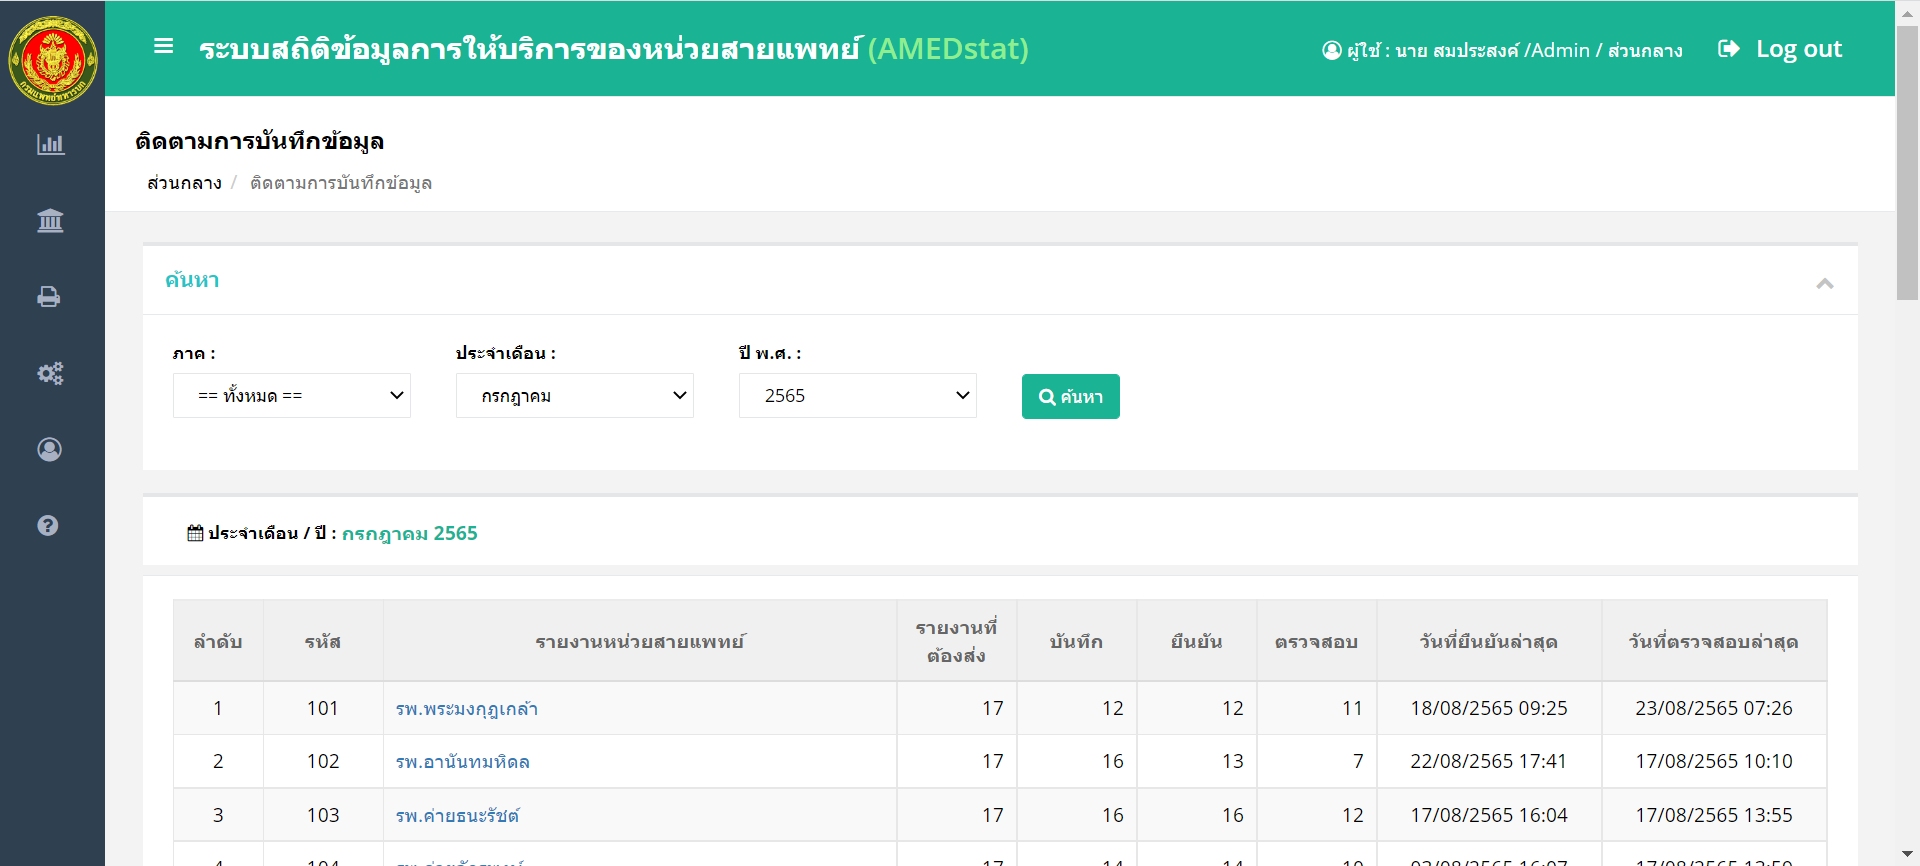 ระบบสถิติข้อมูลการให้บริการของหน่วยสายแพทย์ (AMEDstat)
ผู้ใช้ : นาย สมประสงค์ /Admin / ส่วนกลาง
Log out
กรมแพทย์ทหารบก
ติดตามการบันทึกข้อมูล
ส่วนกลาง / ติดตามการบันทึกข้อมูล
ค้นหา
ภาค : ประจำเดือน : ปี พ.ศ. :
== ทั้งหมด == กรกฎาคม 2565 ค้นหา
ประจำเดือน / ปี : กรกฎาคม 2565
ลำดับ รหัส รายงานหน่วยสายแพทย์ รายงานที่ต้องส่ง บันทึก ยืนยัน ตรวจสอบ วันที่ยืนยันล่าสุด วันที่ตรวจสอบล่าสุด
1 101 รพ.พระมงกุฎเกล้า 17 12 12 11 18/08/2565 09:25 23/08/2565 07:26
2 102 รพ.อานันทมหิดล 17 16 13 7 22/08/2565 17:41 17/08/2565 10:10
3 103 รพ.ค่ายธนะรัชต์ 17 16 16 12 17/08/2565 16:04 17/08/2565 13:55